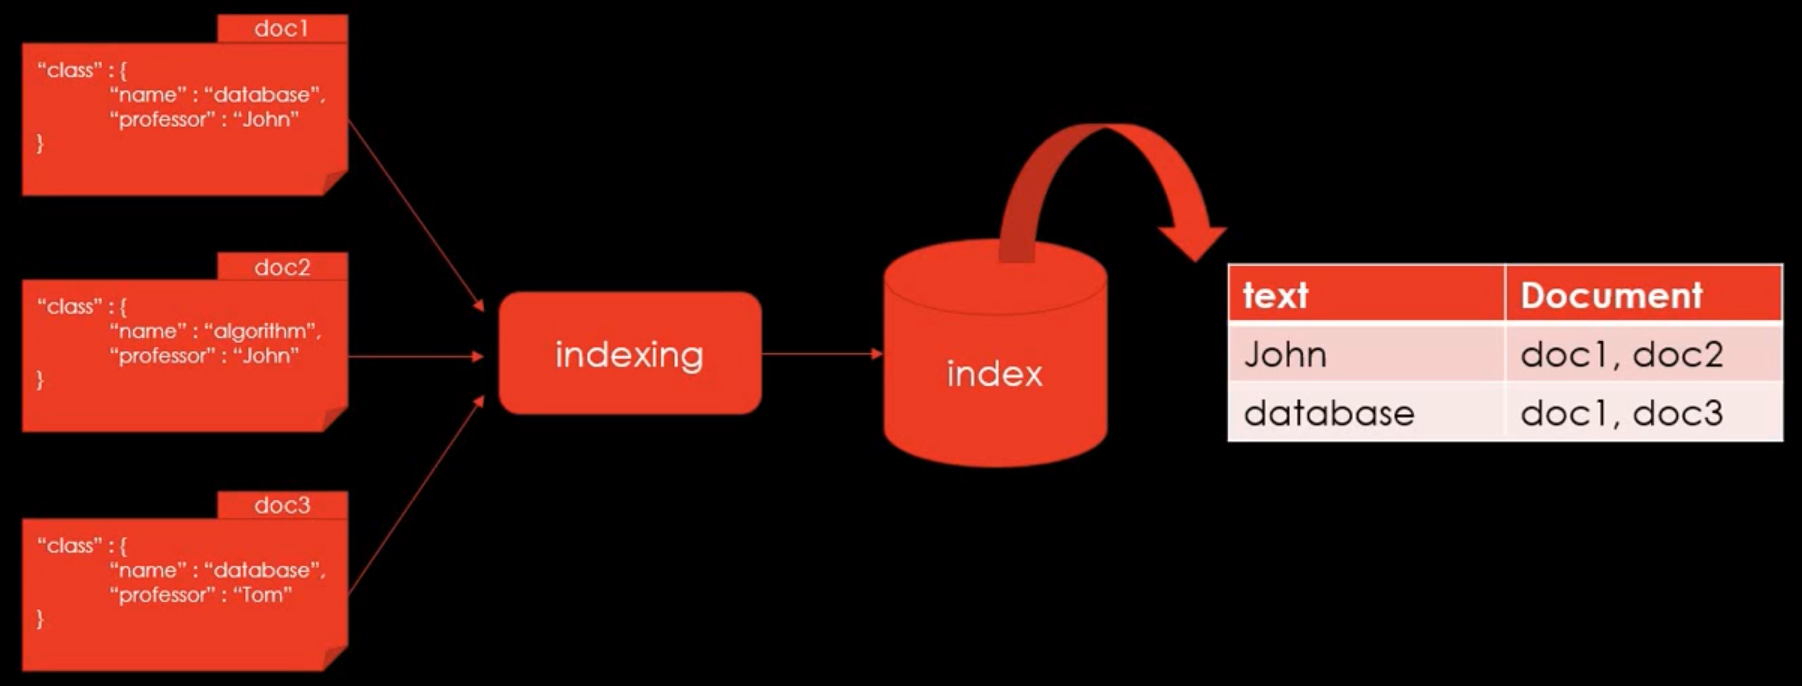 doc1
“class” : {
“name” : “database”,
“professor” : “John”
}
doc2
“class” : {
“name” : “algorithm”,
“professor” : “John”
}
doc3
“class” : {
“name” : “database”,
“professor” : “Tom”
}
indexing
index
text Document
John doc1, doc2
database doc1, doc3